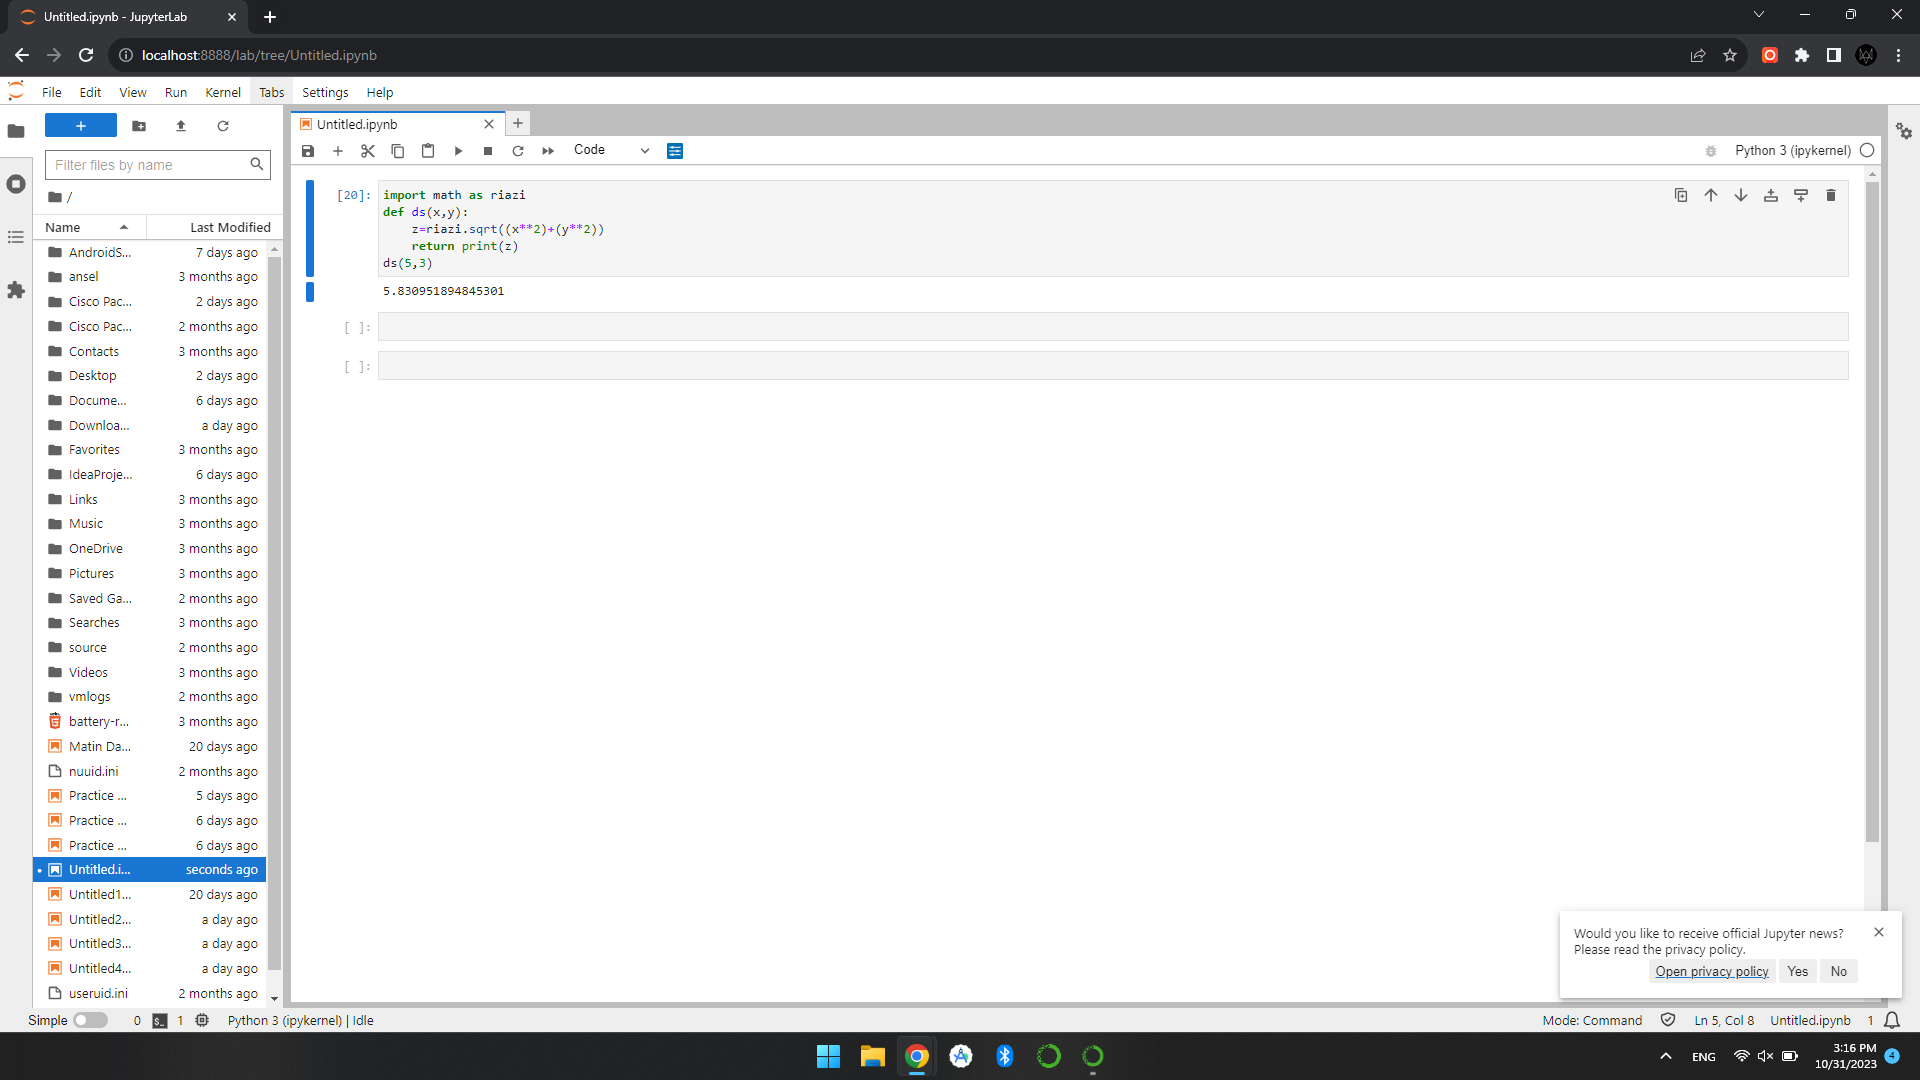 Untitled.ipynb - JupyterLab
localhost:8888/lab/tree/Untitled.ipynb
File Edit View Run Kernel Tabs Settings Help
Untitled.ipynb
Filter files by name
Code
Python 3 (ipykernel)
/
Name Last Modified
AndroidS... 7 days ago
ansel 3 months ago
Cisco Pac... 2 days ago
Cisco Pac... 2 months ago
Contacts 3 months ago
Desktop 2 days ago
Docume... 6 days ago
Downloa... a day ago
Favorites 3 months ago
IdeaProje... 6 days ago
Links 3 months ago
Music 3 months ago
OneDrive 3 months ago
Pictures 3 months ago
Saved Ga... 2 months ago
Searches 3 months ago
source 2 months ago
Videos 3 months ago
vmlogs 2 months ago
battery-r... 3 months ago
Matin Da... 20 days ago
nuuid.ini 2 months ago
Practice ... 5 days ago
Practice ... 6 days ago
Practice ... 6 days ago
Untitled.i... seconds ago
Untitled1... 20 days ago
Untitled2... a day ago
Untitled3... a day ago
Untitled4... a day ago
useruid.ini 2 months ago
[20]: import math as riazi
def ds(x,y):
    z=riazi.sqrt((x**2)+(y**2))
    return print(z)
ds(5,3)
5.830951894845301
[ ]:
[ ]:
Would you like to receive official Jupyter news?
Please read the privacy policy.
Open privacy policy Yes No
Simple 0 $_ 1 Python 3 (ipykernel) | Idle
Mode: Command Ln 5, Col 8 Untitled.ipynb 1
ENG
3:16 PM
10/31/2023
4